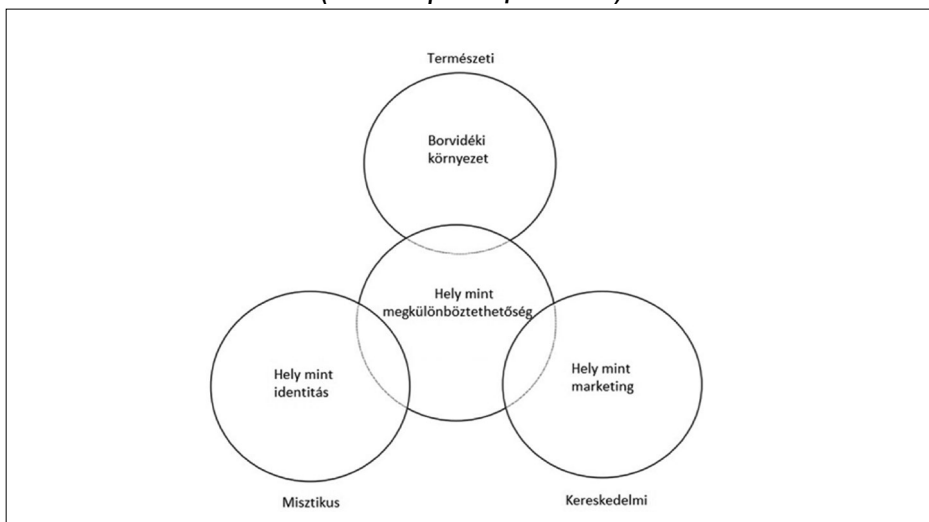 Természeti
Borvidéki
környezet
Hely mint
megkülönböztethetőség
Hely mint
identitás
Hely mint
marketing
Misztikus
Kereskedelmi